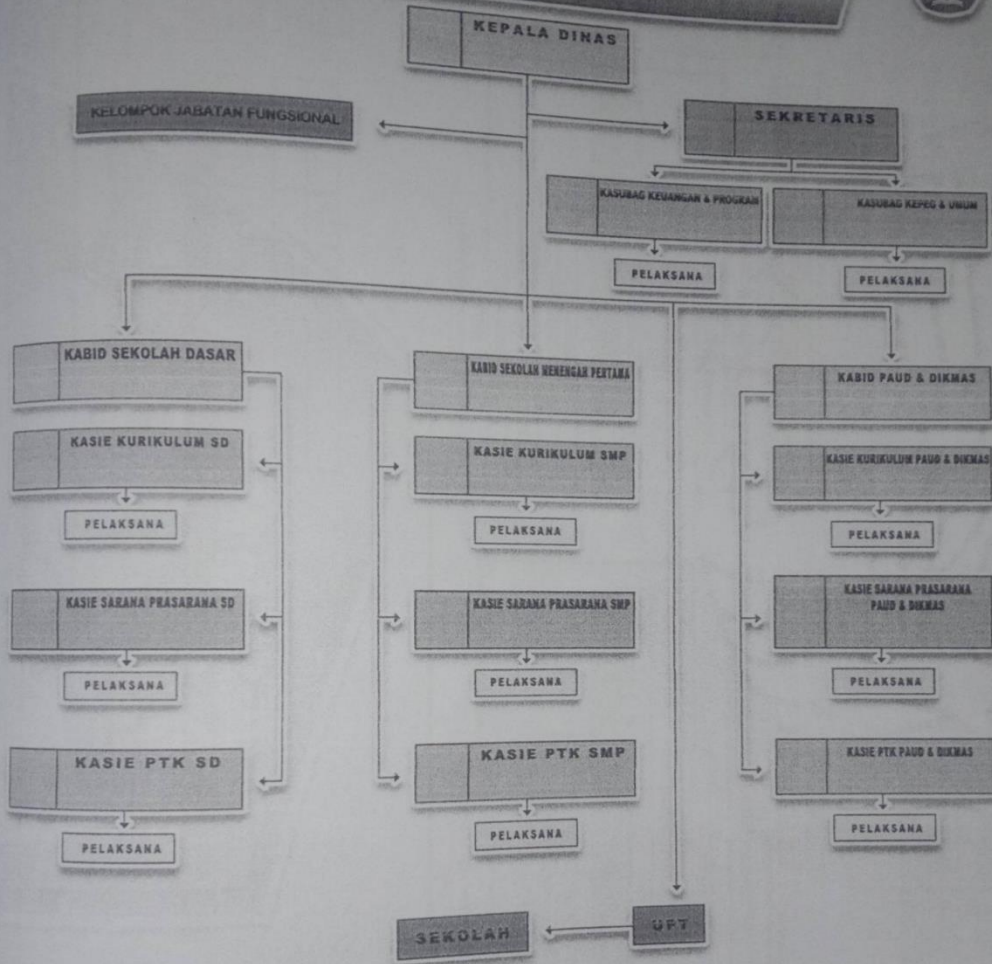 KEPALA DINAS
KELOMPOK JABATAN FUNGSIONAL
SEKRETARIS
KASUBAG KEUANGAN & PROGRAM
KASUBAG KEPEG & UMUM
PELAKSANA
PELAKSANA
KABID SEKOLAH DASAR
KABID SEKOLAH MENENGAH PERTAMA
KABID PAUD & DIKMAS
KASIE KURIKULUM SD
KASIE KURIKULUM SMP
KASIE KURIKULUM PAUD & DIKMAS
PELAKSANA
PELAKSANA
PELAKSANA
KASIE SARANA PRASARANA SD
KASIE SARANA PRASARANA SMP
KASIE SARANA PRASARANA
PAUD & DIKMAS
PELAKSANA
PELAKSANA
PELAKSANA
KASIE PTK SD
KASIE PTK SMP
KASIE PTK PAUD & DIKMAS
PELAKSANA
PELAKSANA
PELAKSANA
SEKOLAH
UPT